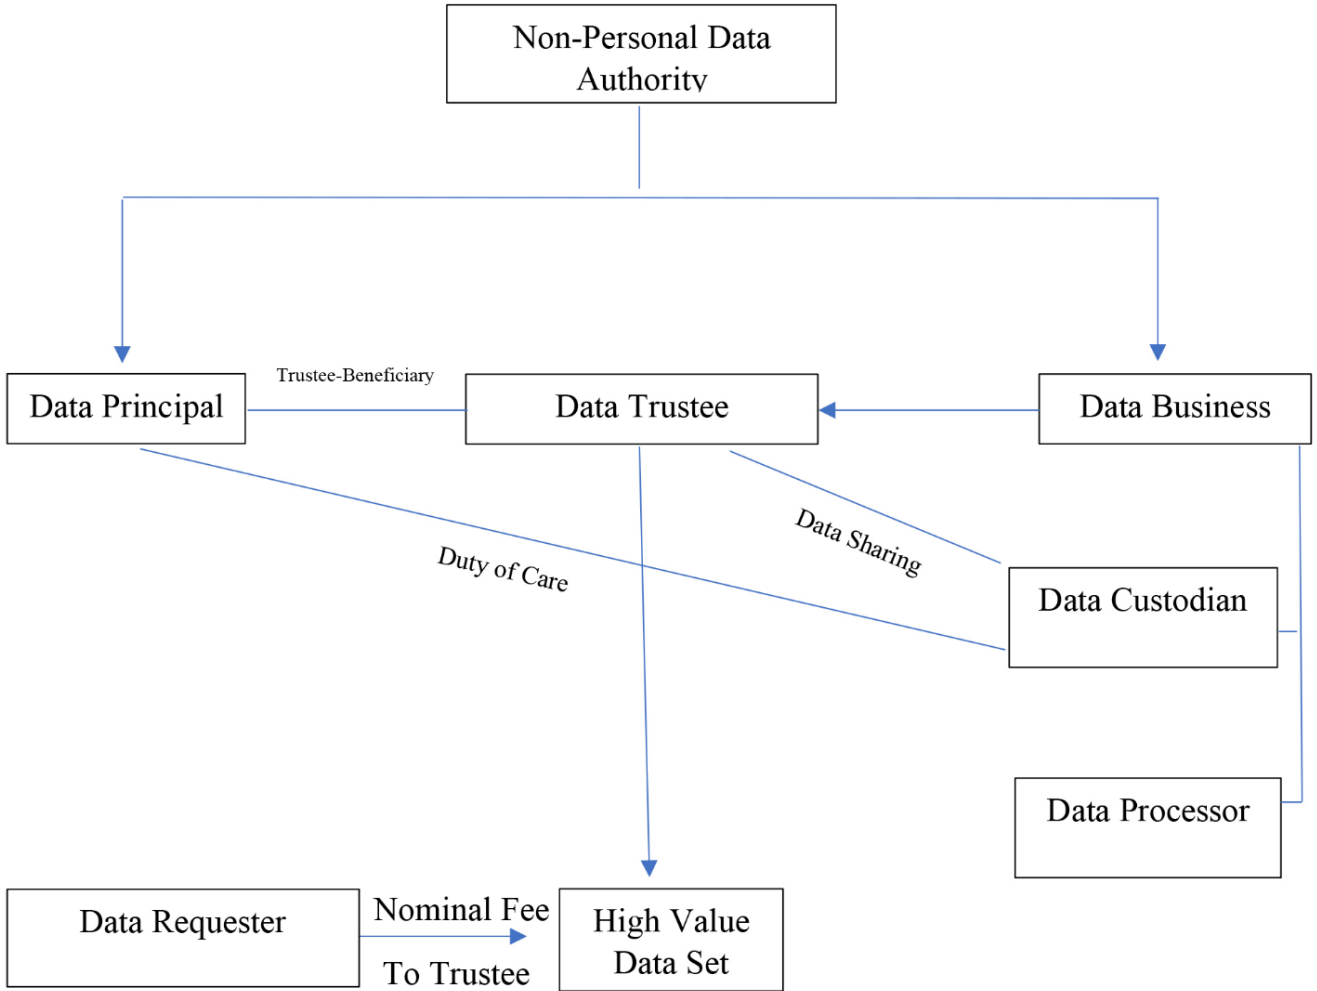 Non-Personal Data
Authority
Trustee-Beneficiary
Data Principal
Data Trustee
Data Business
Data Sharing
Duty of Care
Data Custodian
Data Processor
Data Requester
Nominal Fee
To Trustee
High Value
Data Set